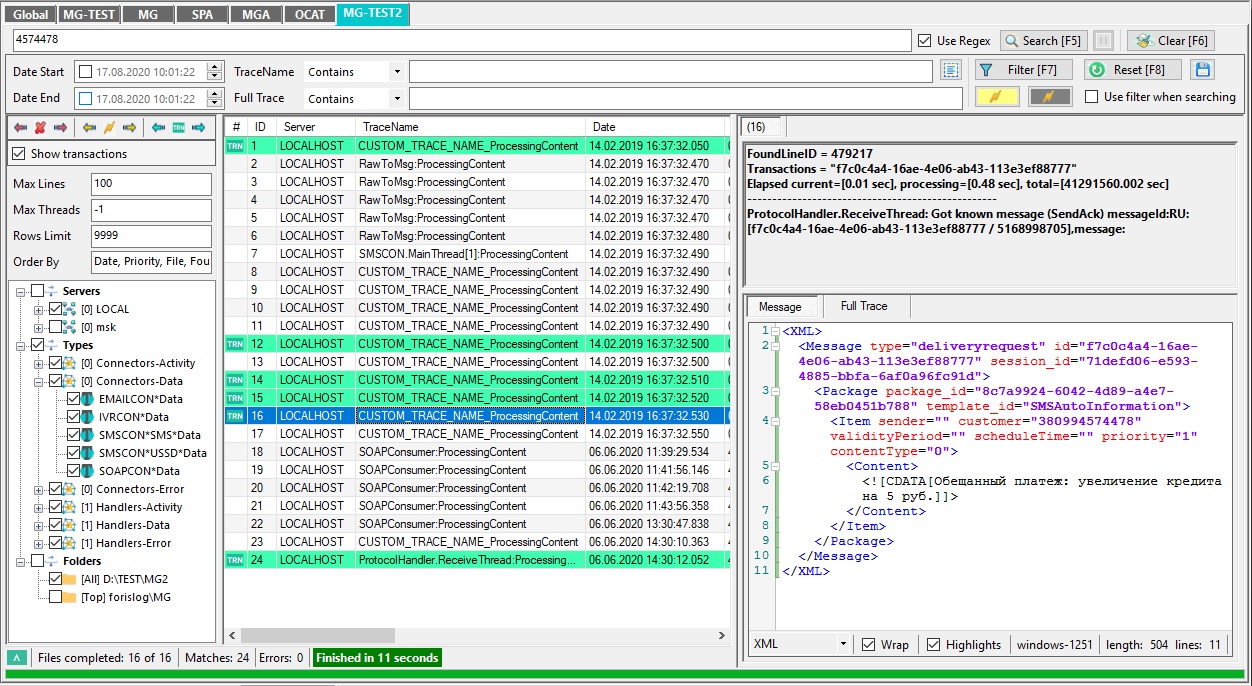 Global MG-TEST MG SPA MGA OCAT MG-TEST2
4574478 Use Regex Search [F5] Clear [F6]
Date Start 17.08.2020 10:01:22 TraceName Contains Filter [F7] Reset [F8]
Date End 17.08.2020 10:01:22 Full Trace Contains Use filter when searching
TRN
Show transactions
Max Lines 100
Max Threads -1
Rows Limit 9999
Order By Date, Priority, File, Fou
Servers
[0] LOCAL
[0] msk
Types
[0] Connectors-Activity
[0] Connectors-Data
EMAILCON*Data
IVRCON*Data
SMSCON*SMS*Data
SMSCON*USSD*Data
SOAPCON*Data
[0] Connectors-Error
[1] Handlers-Activity
[1] Handlers-Data
[1] Handlers-Error
Folders
[All] D:\TEST\MG2
[Top] forislog\MG
# ID Server TraceName Date
TRN 1 LOCALHOST CUSTOM_TRACE_NAME_ProcessingContent 14.02.2019 16:37:32.050
2 LOCALHOST RawToMsg:ProcessingContent 14.02.2019 16:37:32.470
3 LOCALHOST RawToMsg:ProcessingContent 14.02.2019 16:37:32.470
4 LOCALHOST RawToMsg:ProcessingContent 14.02.2019 16:37:32.470
5 LOCALHOST RawToMsg:ProcessingContent 14.02.2019 16:37:32.470
6 LOCALHOST RawToMsg:ProcessingContent 14.02.2019 16:37:32.480
7 LOCALHOST SMSCON.MainThread[1]:ProcessingContent 14.02.2019 16:37:32.490
8 LOCALHOST CUSTOM_TRACE_NAME_ProcessingContent 14.02.2019 16:37:32.490
9 LOCALHOST CUSTOM_TRACE_NAME_ProcessingContent 14.02.2019 16:37:32.490
10 LOCALHOST CUSTOM_TRACE_NAME_ProcessingContent 14.02.2019 16:37:32.490
11 LOCALHOST CUSTOM_TRACE_NAME_ProcessingContent 14.02.2019 16:37:32.490
TRN 12 LOCALHOST CUSTOM_TRACE_NAME_ProcessingContent 14.02.2019 16:37:32.500
13 LOCALHOST CUSTOM_TRACE_NAME_ProcessingContent 14.02.2019 16:37:32.500
TRN 14 LOCALHOST CUSTOM_TRACE_NAME_ProcessingContent 14.02.2019 16:37:32.510
TRN 15 LOCALHOST CUSTOM_TRACE_NAME_ProcessingContent 14.02.2019 16:37:32.520
TRN 16 LOCALHOST CUSTOM_TRACE_NAME_ProcessingContent 14.02.2019 16:37:32.530
17 LOCALHOST CUSTOM_TRACE_NAME_ProcessingContent 14.02.2019 16:37:32.550
18 LOCALHOST SOAPConsumer:ProcessingContent 06.06.2020 11:39:29.534
19 LOCALHOST SOAPConsumer:ProcessingContent 06.06.2020 11:41:56.146
20 LOCALHOST SOAPConsumer:ProcessingContent 06.06.2020 11:42:19.708
21 LOCALHOST SOAPConsumer:ProcessingContent 06.06.2020 11:43:56.358
22 LOCALHOST SOAPConsumer:ProcessingContent 06.06.2020 13:30:47.838
23 LOCALHOST CUSTOM_TRACE_NAME_ProcessingContent 06.06.2020 14:30:10.363
TRN 24 LOCALHOST ProtocolHandler.ReceiveThread:Processing... 06.06.2020 14:30:12.052
(16)
FoundLineID = 479217
Transactions = "f7c0c4a4-16ae-4e06-ab43-113e3ef88777"
Elapsed current=[0.01 sec], processing=[0.48 sec], total=[41291560.002 sec]
--------------------------------------------------
ProtocolHandler.ReceiveThread: Got known message (SendAck) messageId:RU:
[f7c0c4a4-16ae-4e06-ab43-113e3ef88777 / 5168998705],message:
Message Full Trace
1 <XML>
2 <Message type="deliveryrequest" id="f7c0c4a4-16ae-
4e06-ab43-113e3ef88777" session_id="71defd06-e593-
4885-bbfa-6af0a96fc91d">
3 <Package package_id="8c7a9924-6042-4d89-a4e7-
58eb0451b788" template_id="SMSAutoInformation">
4 <Item sender="" customer="380994574478"
validityPeriod="" scheduleTime="" priority="1"
contentType="0">
5 <Content>
6 <![CDATA[Обещанный платеж: увеличение кредита
на 5 руб.]]>
7 </Content>
8 </Item>
9 </Package>
10 </Message>
11 </XML>
XML Wrap Highlights windows-1251 length: 504 lines: 11
Files completed: 16 of 16 Matches: 24 Errors: 0 Finished in 11 seconds